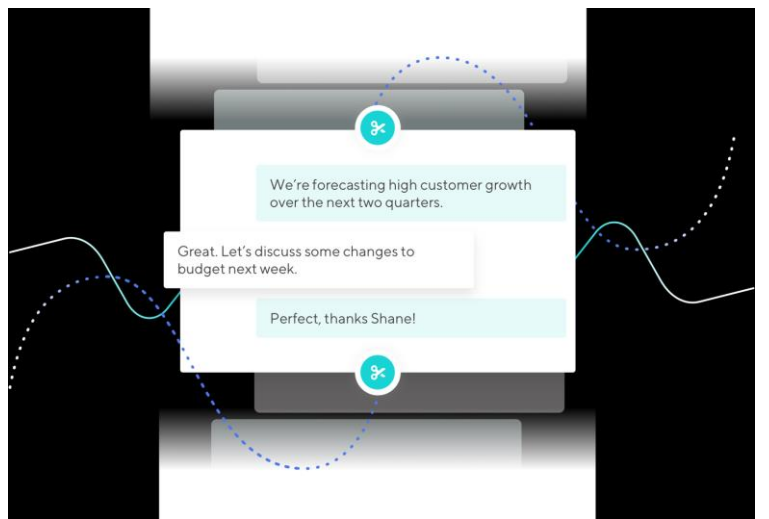 We’re forecasting high customer growth
over the next two quarters.
Great. Let’s discuss some changes to
budget next week.
Perfect, thanks Shane!